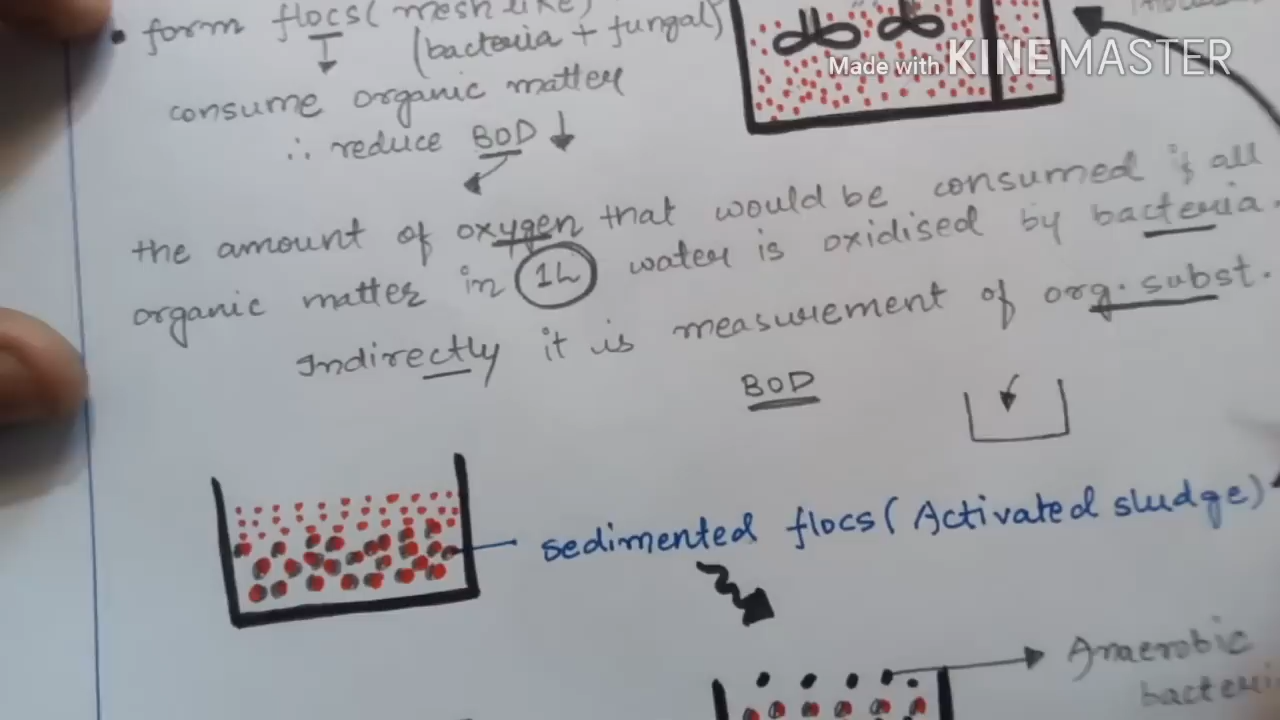 • form flocs ( mesh like )
(bacteria + fungal)
consume organic matter
∴ reduce BOD ↓
the amount of oxygen that would be consumed if all
organic matter in 1L water is oxidised by bacteria.
Indirectly it is measurement of org. subst.
BOD
sedimented flocs ( Activated sludge )
Anaerobic
bacteria
Made with KINEMASTER